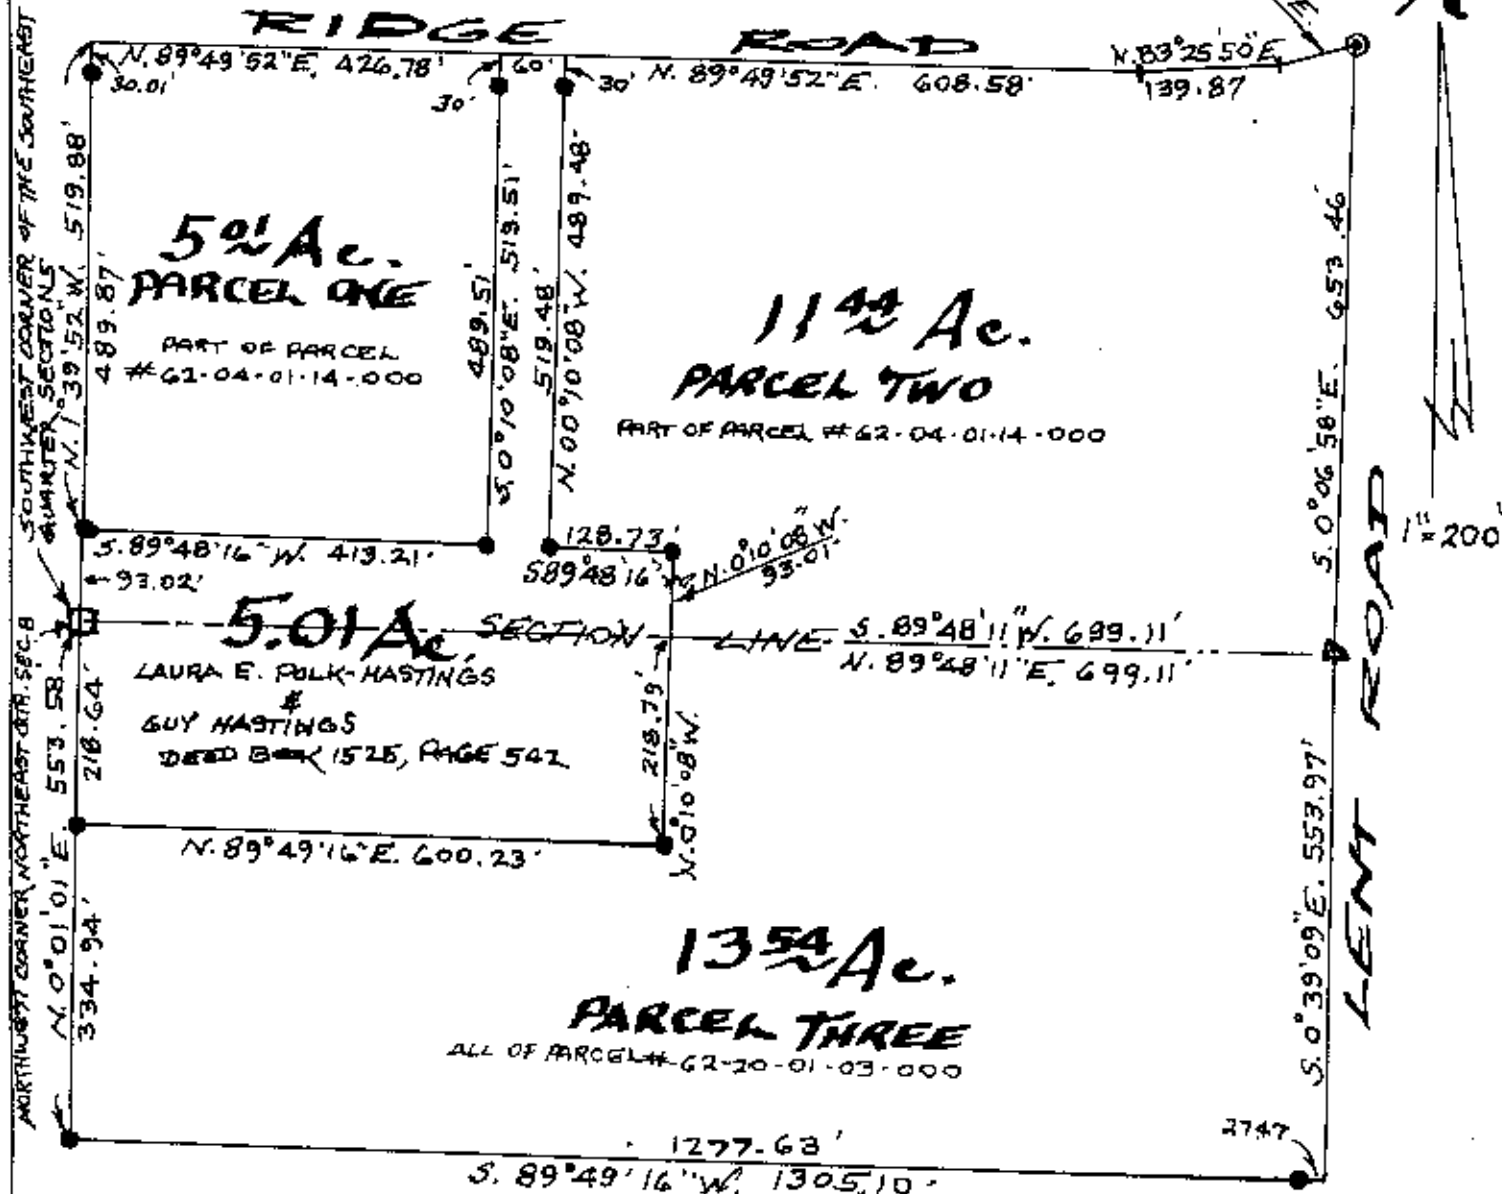 RIDGE ROAD
E.
N. 89°49'52"E. 426.78'
60'
N. 89°49'52"E. 608.58'
N. 83°25'50"E
139.87
30.01'
30'
30'
SOUTHWEST CORNER OF THE SOUTHEAST
QUARTER SECTIONS
N. 1°39'52"W. 519.88'
489.87'
5 01 Ac.
PARCEL ONE
PART OF PARCEL
#62-04-01-14-000
489.51'
S. 0°10'08"E. 519.51'
519.48'
N. 00°10'08"W. 489.48'
11 44 Ac.
PARCEL TWO
PART OF PARCEL #62-04-01-14-000
S. 0°06'58"E. 653.46'
N
1"=200'
S. 89°48'16"W. 413.21'
128.73'
S89°48'16"
N. 0°10'08"W.
93.01'
93.02'
5.01 Ac.
SECTION LINE
S. 89°48'11"W. 699.11'
N. 89°48'11"E. 699.11'
LAURA E. POLK-HASTINGS
&
GUY HASTINGS
DEED BOOK 1525, PAGE 542
218.79'
N. 0°10'08"W.
NORTHWEST CORNER NORTHEAST QTR. SEC-8
N. 0°01'01"E. 553.58
218.64'
334.94'
N. 89°49'16"E. 600.23'
LENT ROAD
S. 0°39'09"E. 553.97'
13 54 Ac.
PARCEL THREE
ALL OF PARCEL# 62-20-01-03-000
27.47
1277.63'
S. 89°49'16"W. 1305.10'